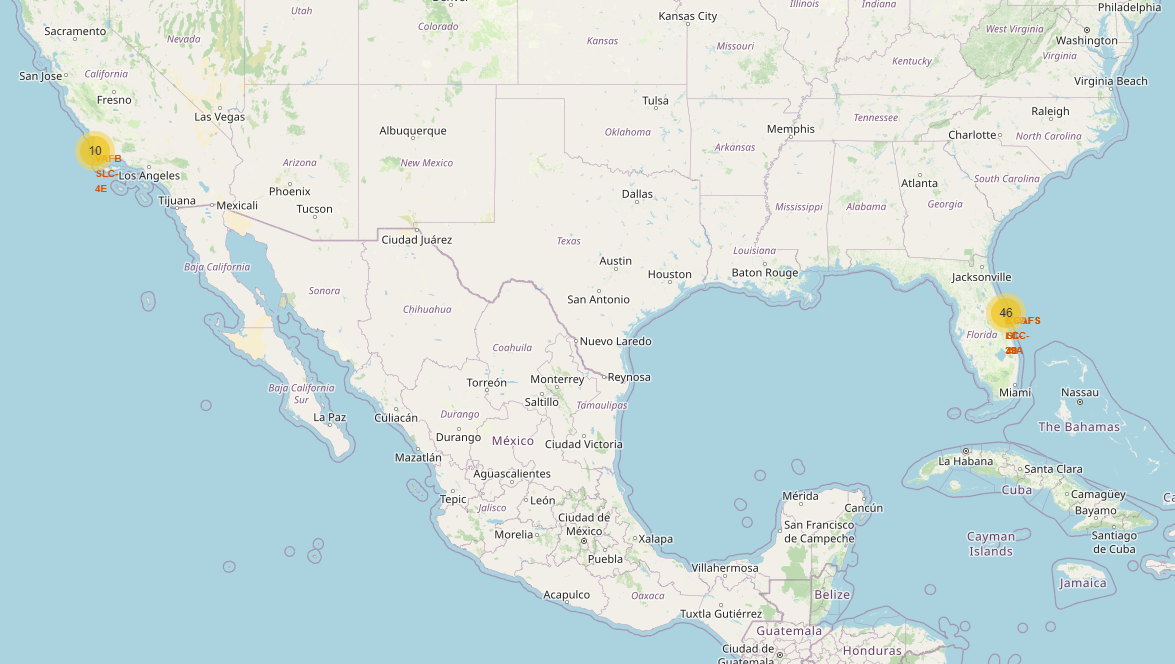 Philadelphia
Illinois
Indiana
Utah
Kansas City
Colorado
West Virginia
Sacramento
Nevada
Kansas
Missouri
Washington
Virginia
Kentucky
San Jose
California
Virginia Beach
Fresno
Tulsa
Las Vegas
Raleigh
Tennessee
Albuquerque
Oklahoma
Memphis
Charlotte
North Carolina
10
Arkansas
Arizona
New Mexico
SLC-
Los Angeles
4E
Phoenix
Dallas
Atlanta
South Carolina
Tijuana
Mexicali
Tucson
Mississippi
Alabama
Georgia
Ciudad Juárez
Texas
Louisiana
Austin
Baja California
Houston
Baton Rouge
Jacksonville
Sonora
San Antonio
Chihuahua
46
Florida
Coahuila
Nuevo Laredo
Torreón
Monterrey
Reynosa
Baja California
Sur
Saltillo
Tamaulipas
Miami
Nassau
La Paz
Culiacán
Durango
Durango
México
Ciudad Victoria
The Bahamas
Mazatlán
La Habana
Santa Clara
Aguascalientes
Cuba
Camagüey
Tepic
León
Mérida
Cancún
Jalisco
Bayamo
Ciudad de
México
San Francisco
de Campeche
Morelia
Xalapa
Cayman
Islands
Santiago
de Cuba
Puebla
Villahermosa
Jamaica
Acapulco
Oaxaca
Belize
Tuxtla Gutiérrez
Guatemala
Ciudad de
Guatemala
Honduras